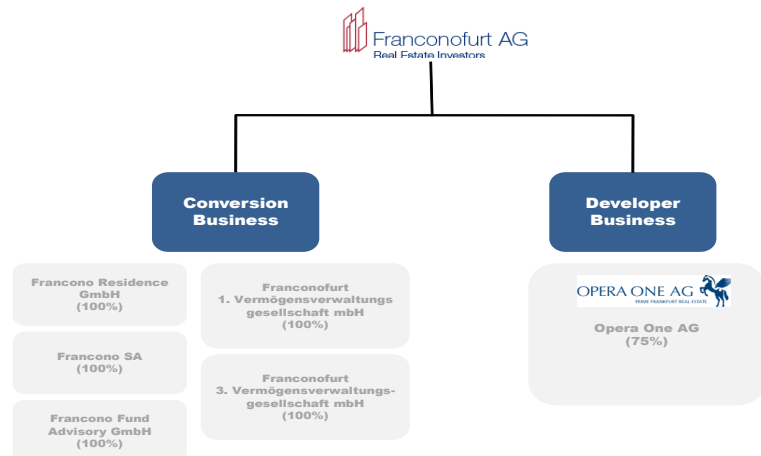 Franconofurt AG
Real Estate Investors
Conversion
Business
Developer
Business
Francono Residence
GmbH
(100%)
Francono SA
(100%)
Francono Fund
Advisory GmbH
(100%)
Franconofurt
1. Vermögensverwaltungs
gesellschaft mbH
(100%)
Franconofurt
3. Vermögensverwaltungs-
gesellschaft mbH
(100%)
OPERA ONE AG
PRIME FRANKFURT REAL ESTATE
Opera One AG
(75%)